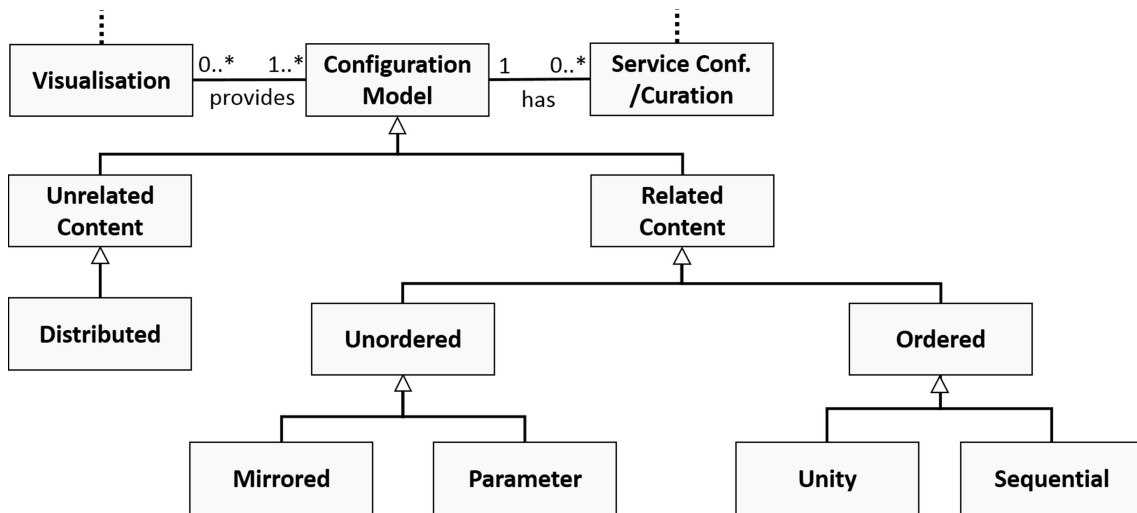 Visualisation
0..*
1..*
provides
Configuration
Model
1
0..*
has
Service Conf.
/Curation
Unrelated
Content
Related
Content
Distributed
Unordered
Ordered
Mirrored
Parameter
Unity
Sequential